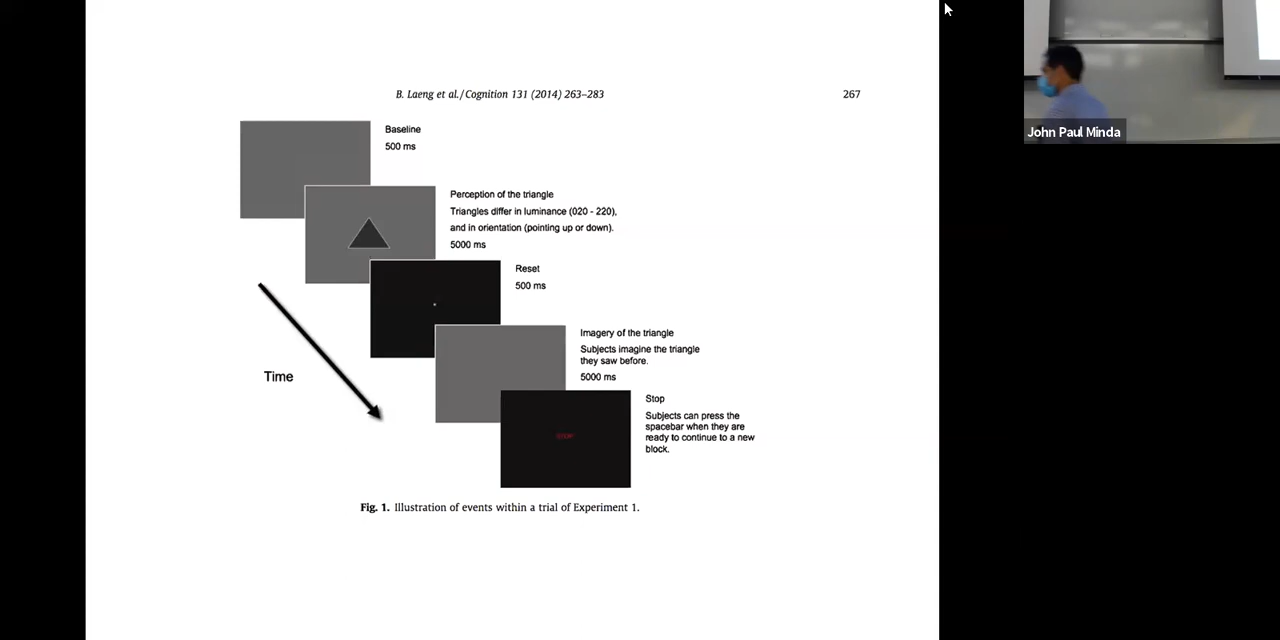 B. Laeng et al. / Cognition 131 (2014) 263–283
267
Baseline
500 ms
Perception of the triangle
Triangles differ in luminance (020 - 220),
and in orientation (pointing up or down).
5000 ms
Reset
500 ms
Imagery of the triangle
Subjects imagine the triangle
they saw before.
5000 ms
Time
Stop
Subjects can press the
spacebar when they are
ready to continue to a new
block.
STOP
Fig. 1. Illustration of events within a trial of Experiment 1.
John Paul Minda